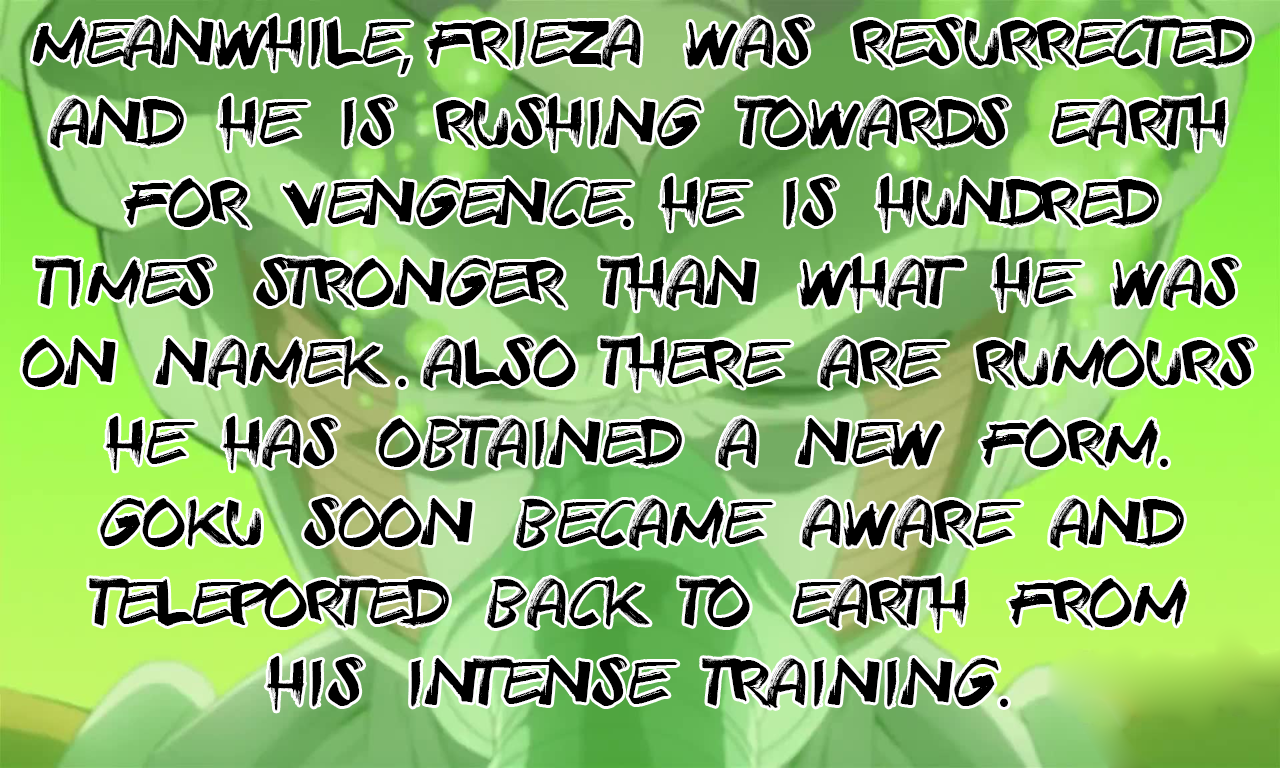 MEANWHILE, FRIEZA WAS RESURRECTED
AND HE IS RUSHING TOWARDS EARTH
FOR VENGENCE. HE IS HUNDRED
TIMES STRONGER THAN WHAT HE WAS
ON NAMEK. ALSO THERE ARE RUMOURS
HE HAS OBTAINED A NEW FORM.
GOKU SOON BECAME AWARE AND
TELEPORTED BACK TO EARTH FROM
HIS INTENSE TRAINING.